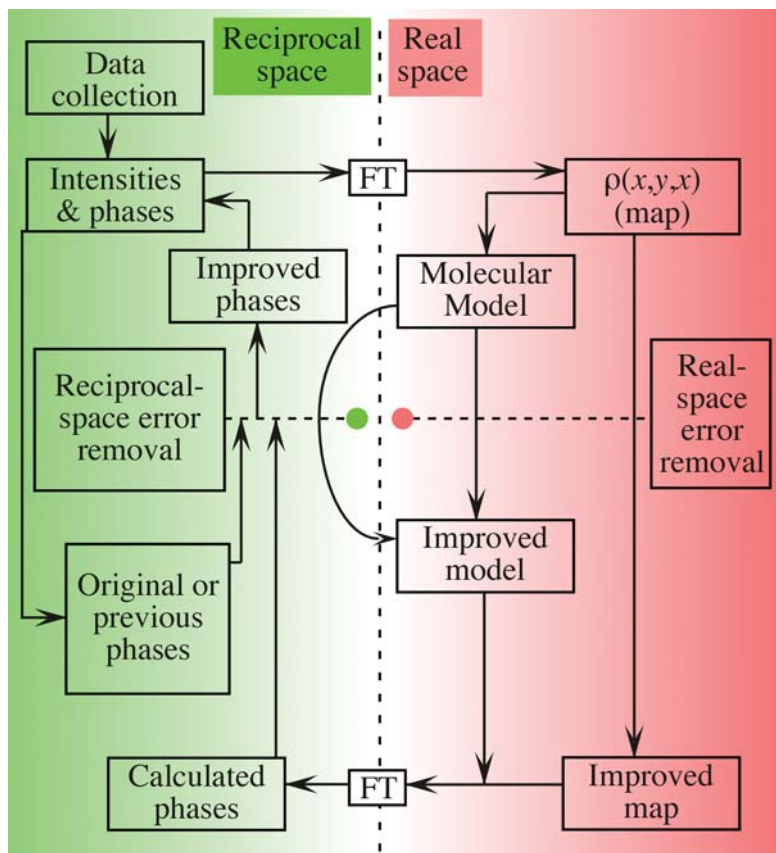 Reciprocal
space
Real
space
Data
collection
Intensities
& phases
FT
ρ(x,y,x)
(map)
Improved
phases
Molecular
Model
Reciprocal-
space error
removal
Real-
space
error
removal
Original or
previous
phases
Improved
model
Calculated
phases
FT
Improved
map